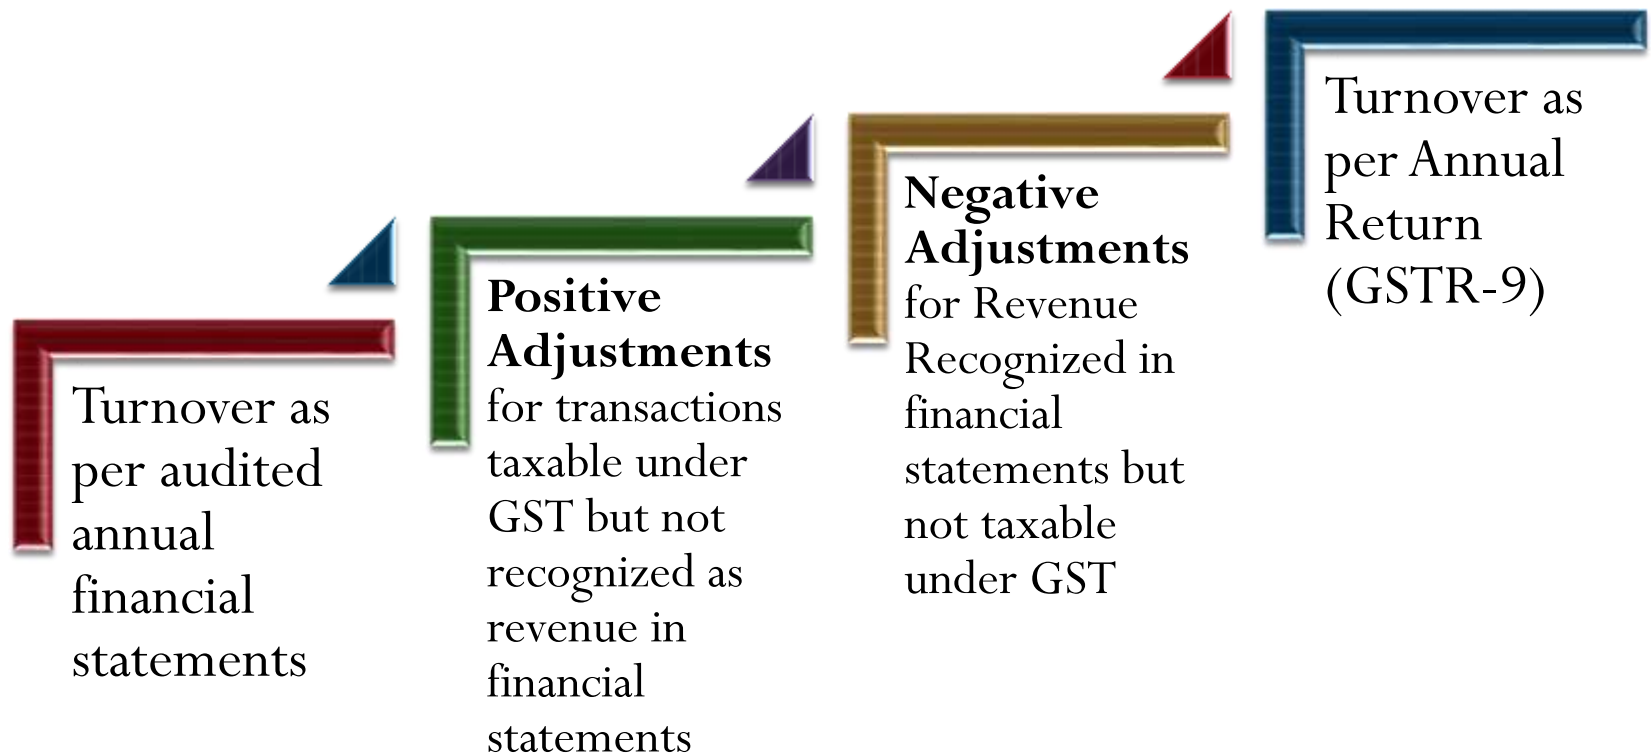 Turnover as
per audited
annual
financial
statements
Positive
Adjustments
for transactions
taxable under
GST but not
recognized as
revenue in
financial
statements
Negative
Adjustments
for Revenue
Recognized in
financial
statements but
not taxable
under GST
Turnover as
per Annual
Return
(GSTR-9)